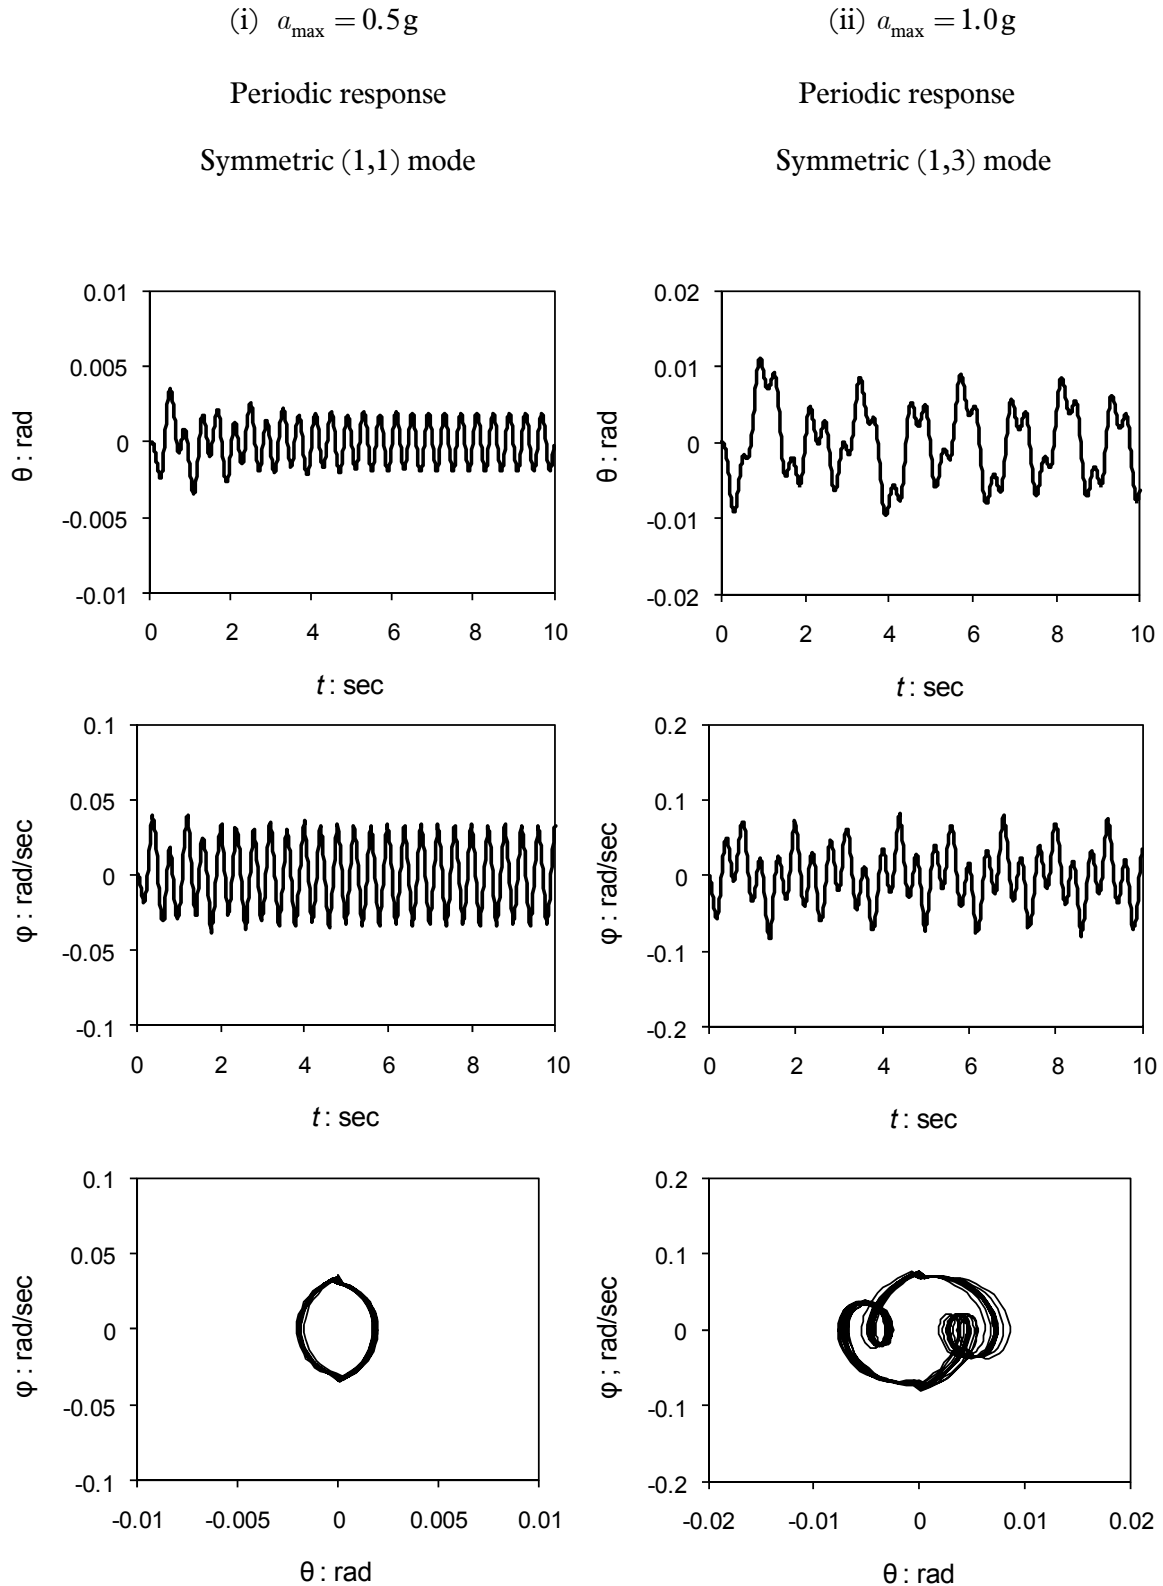 (i) a_max = 0.5g
(ii) a_max = 1.0g
Periodic response
Periodic response
Symmetric (1,1) mode
Symmetric (1,3) mode
0.01
0.005
0
-0.005
-0.01
θ : rad
0 2 4 6 8 10
t : sec
0.02
0.01
0
-0.01
-0.02
θ : rad
0 2 4 6 8 10
t : sec
0.1
0.05
0
-0.05
-0.1
φ : rad/sec
0 2 4 6 8 10
t : sec
0.2
0.1
0
-0.1
-0.2
φ : rad/sec
0 2 4 6 8 10
t : sec
0.1
0.05
0
-0.05
-0.1
φ : rad/sec
-0.01 -0.005 0 0.005 0.01
θ : rad
0.2
0.1
0
-0.1
-0.2
φ ; rad/sec
-0.02 -0.01 0 0.01 0.02
θ : rad